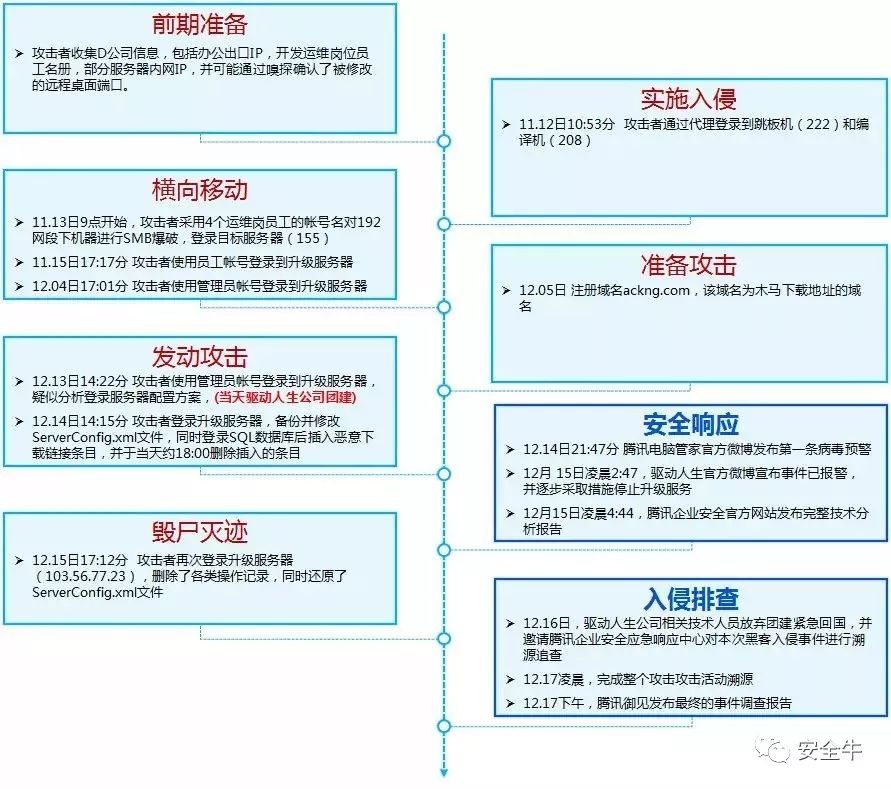 前期准备
➤ 攻击者收集D公司信息，包括办公出口IP，开发运维岗位员
工名册，部分服务器内网IP，并可能通过嗅探确认了被修改
的远程桌面端口。
实施入侵
➤ 11.12日10:53分 攻击者通过代理登录到跳板机（222）和编
译机（208）
横向移动
➤ 11.13日9点开始，攻击者采用4个运维岗员工的帐号名对192
网段下机器进行SMB爆破，登录目标服务器（155）
➤ 11.15日17:17分 攻击者使用员工帐号登录到升级服务器
➤ 12.04日17:01分 攻击者使用管理员帐号登录到升级服务器
准备攻击
➤ 12.05日 注册域名ackng.com，该域名为木马下载地址的域
名
发动攻击
➤ 12.13日14:22分 攻击者使用管理员帐号登录到升级服务器，
疑似分析登录服务器配置方案，(当天驱动人生公司团建)
➤ 12.14日14:15分 攻击者登录升级服务器，备份并修改
ServerConfig.xml文件，同时登录SQL数据库后插入恶意下
载链接条目，并于当天约18:00删除插入的条目
安全响应
➤ 12.14日21:47分 腾讯电脑管家官方微博发布第一条病毒预警
➤ 12月 15日凌晨2:47，驱动人生官方微博宣布事件已报警，
并逐步采取措施停止升级服务
➤ 12月15日凌晨4:44，腾讯企业安全官方网站发布完整技术分
析报告
毁尸灭迹
➤ 12.15日17:12分 攻击者再次登录升级服务器
（103.56.77.23），删除了各类操作记录，同时还原了
ServerConfig.xml文件
入侵排查
➤ 12.16日，驱动人生公司相关技术人员放弃团建紧急回国，并
邀请腾讯企业安全应急响应中心对本次黑客入侵事件进行溯
源追查
➤ 12.17凌晨，完成整个攻击攻击活动溯源
➤ 12.17下午，腾讯御见发布最终的事件调查报告
安全牛